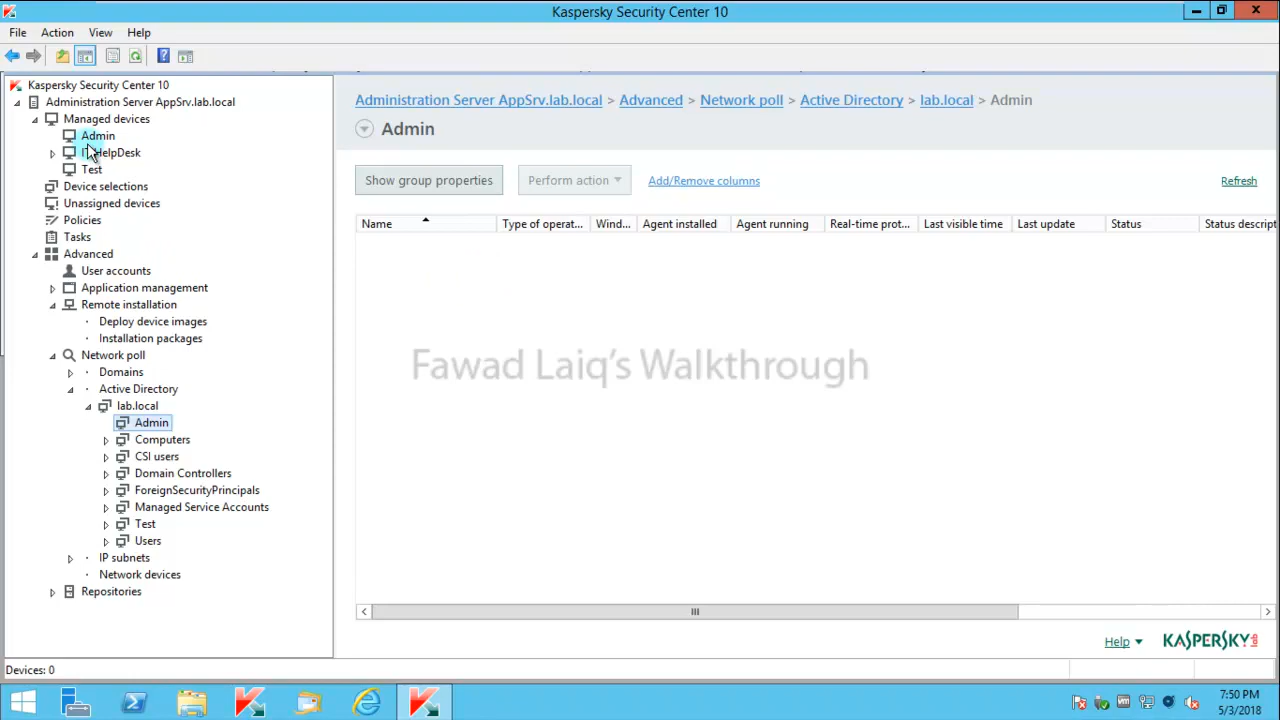 Kaspersky Security Center 10
File Action View Help
Kaspersky Security Center 10
Administration Server AppSrv.lab.local
Managed devices
Admin
HelpDesk
Test
Device selections
Unassigned devices
Policies
Tasks
Advanced
User accounts
Application management
Remote installation
Deploy device images
Installation packages
Network poll
Domains
Active Directory
lab.local
Admin
Computers
CSI users
Domain Controllers
ForeignSecurityPrincipals
Managed Service Accounts
Test
Users
IP subnets
Network devices
Repositories
Administration Server AppSrv.lab.local > Advanced > Network poll > Active Directory > lab.local > Admin
Admin
Show group properties Perform action Add/Remove columns Refresh
Name Type of operat... Wind... Agent installed Agent running Real-time prot... Last visible time Last update Status Status descript
Fawad Laiq's Walkthrough
Help KASPERSKY
Devices: 0
7:50 PM
5/3/2018